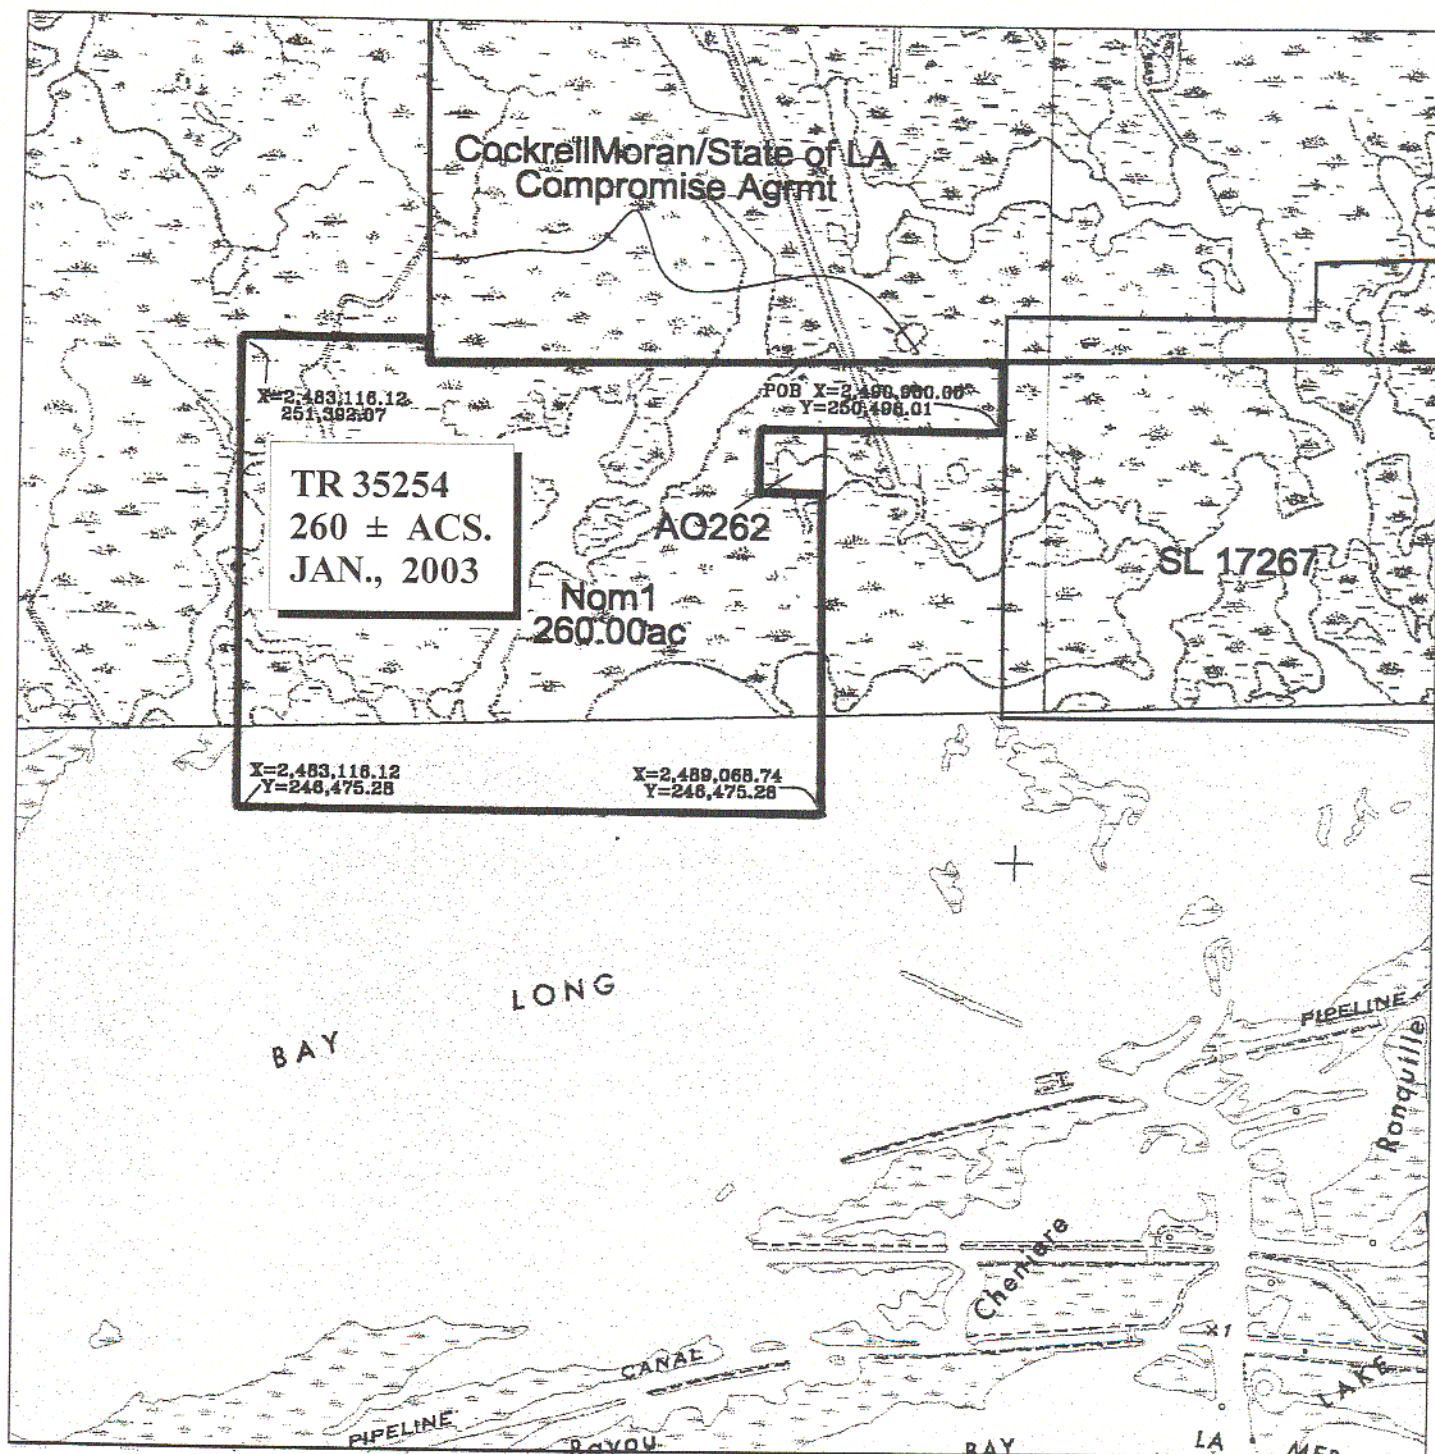 CockrellMoran/State of LA
Compromise Agrmt
X=2,483,116.12
251,392.07
POB X=2,490,900.00
Y=250,498.01
TR 35254
260 ± ACS.
JAN., 2003
AO262
SL 17267
Nom1
260.00ac
X=2,483,116.12
Y=246,475.28
X=2,489,068.74
Y=246,475.28
LONG
BAY
PIPELINE
Ronquille
Cheniere
x1
CANAL
LAKE
PIPELINE
Bayou
BAY
LA
MER